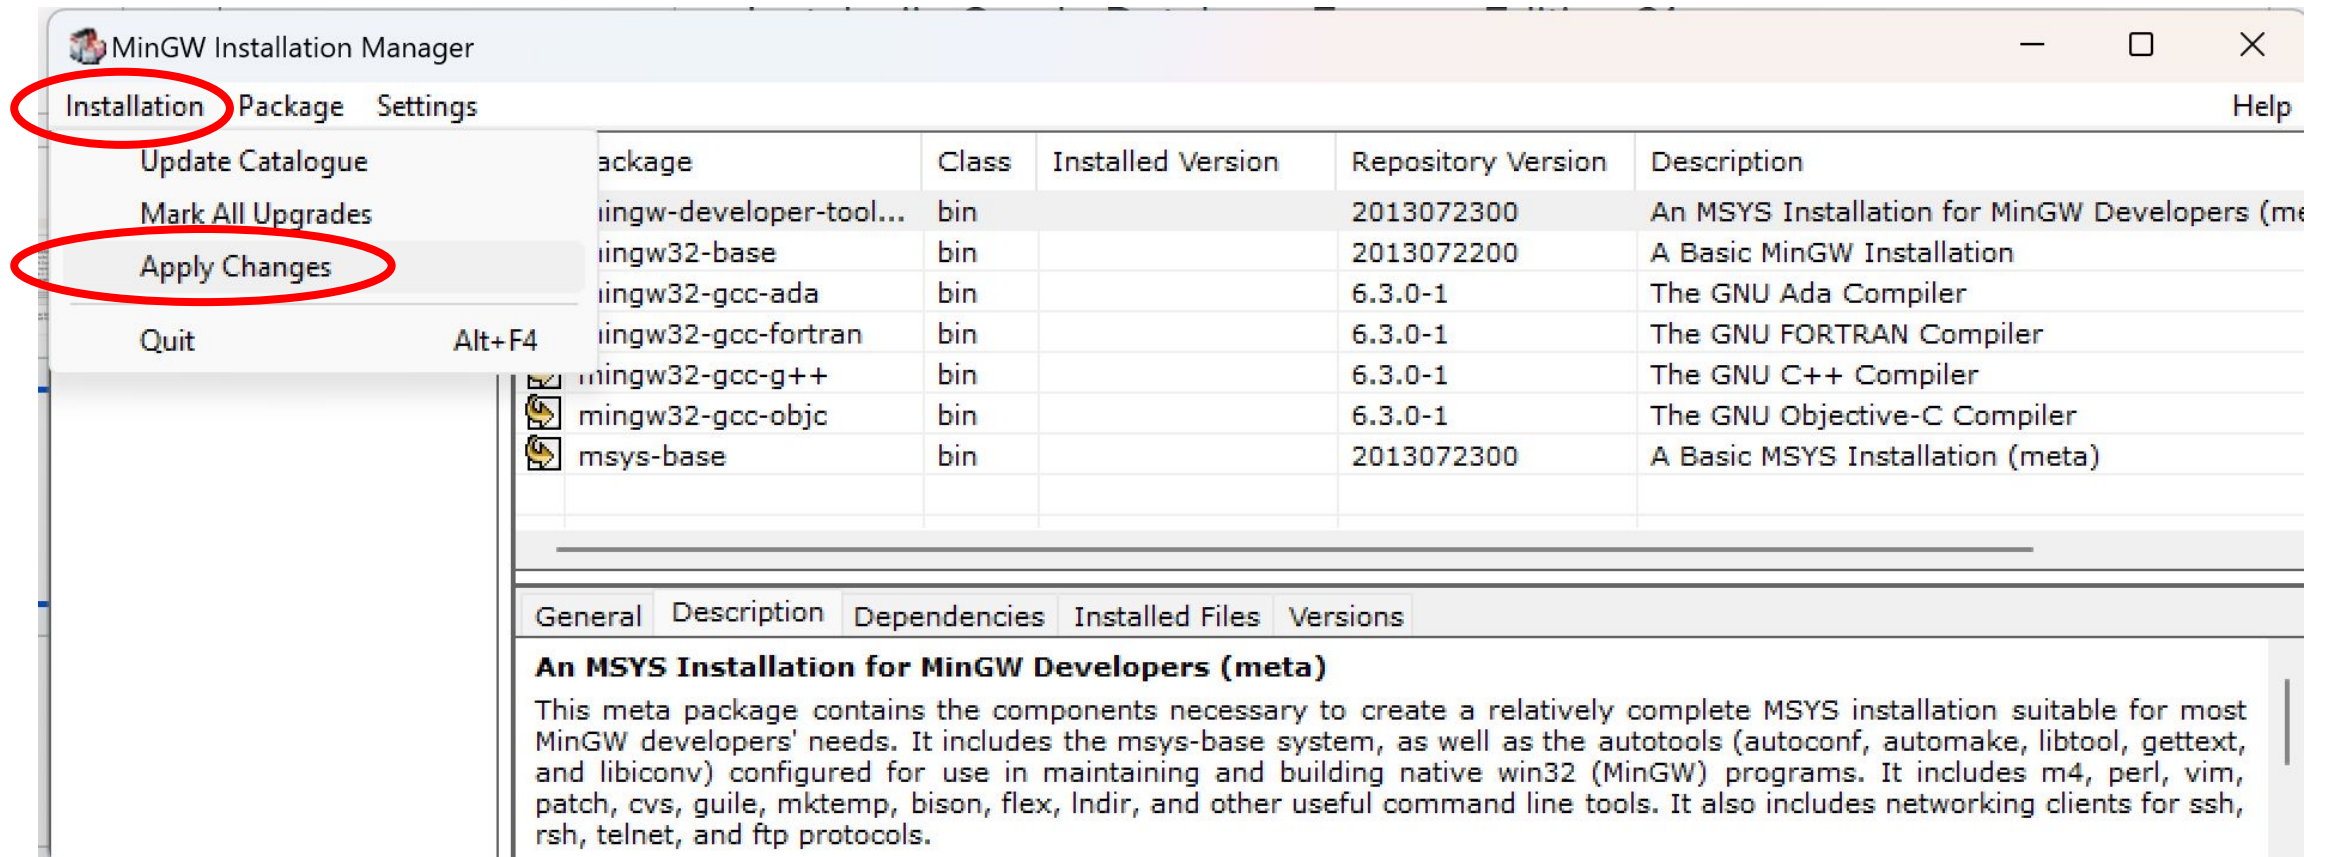 MinGW Installation Manager
Installation Package Settings Help
Update Catalogue
Mark All Upgrades
Apply Changes
Quit Alt+F4
ackage Class Installed Version Repository Version Description
ingw-developer-tool... bin 2013072300 An MSYS Installation for MinGW Developers (me
ingw32-base bin 2013072200 A Basic MinGW Installation
ingw32-gcc-ada bin 6.3.0-1 The GNU Ada Compiler
ingw32-gcc-fortran bin 6.3.0-1 The GNU FORTRAN Compiler
mingw32-gcc-g++ bin 6.3.0-1 The GNU C++ Compiler
mingw32-gcc-objc bin 6.3.0-1 The GNU Objective-C Compiler
msys-base bin 2013072300 A Basic MSYS Installation (meta)
General Description Dependencies Installed Files Versions
An MSYS Installation for MinGW Developers (meta)
This meta package contains the components necessary to create a relatively complete MSYS installation suitable for most
MinGW developers' needs. It includes the msys-base system, as well as the autotools (autoconf, automake, libtool, gettext,
and libiconv) configured for use in maintaining and building native win32 (MinGW) programs. It includes m4, perl, vim,
patch, cvs, guile, mktemp, bison, flex, lndir, and other useful command line tools. It also includes networking clients for ssh,
rsh, telnet, and ftp protocols.